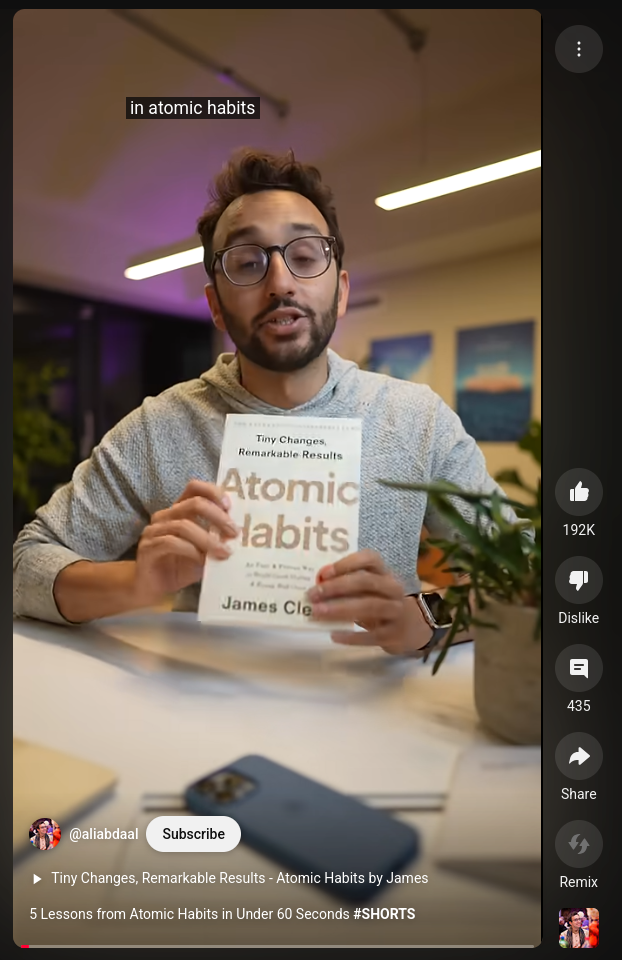 in atomic habits
Tiny Changes,
Remarkable Results
Atomic
Habits
James Cle
192K
Dislike
435
Share
Remix
@aliabdaal
Subscribe
Tiny Changes, Remarkable Results - Atomic Habits by James
5 Lessons from Atomic Habits in Under 60 Seconds #SHORTS